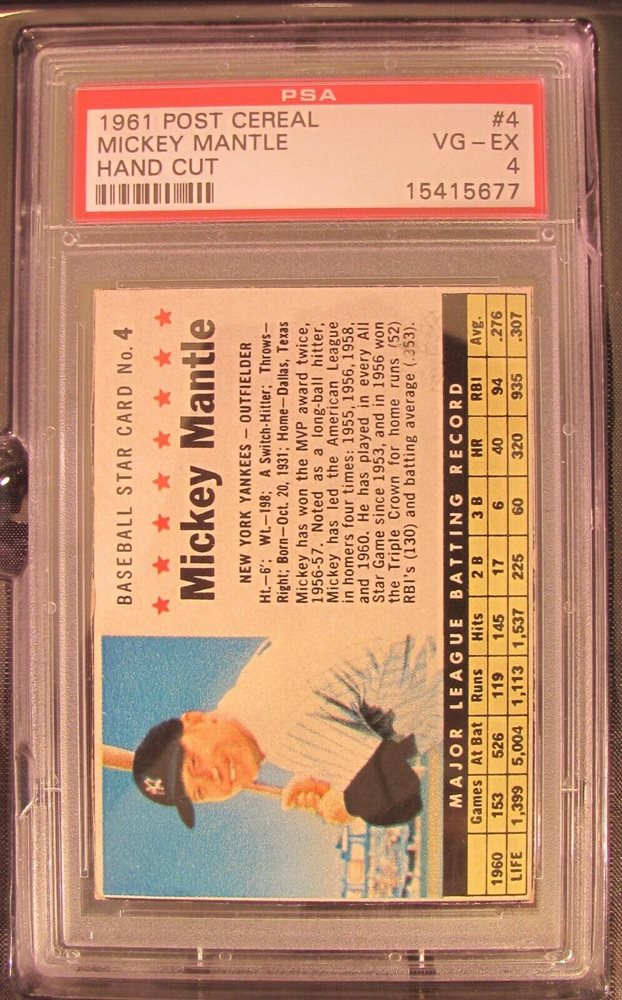 PSA
1961 POST CEREAL #4
MICKEY MANTLE VG-EX
HAND CUT 4
15415677
BASEBALL STAR CARD No. 4
Mickey Mantle
NEW YORK YANKEES – OUTFIELDER
Ht.—6'; Wt.—198; A Switch-Hitter; Throws—
Right; Born—Oct. 20, 1931; Home—Dallas, Texas
Mickey has won the MVP award twice,
1956-57. Noted as a long-ball hitter,
Mickey has led the American League
in homers four times: 1955, 1956, 1958,
and 1960. He has played in every All
Star Game since 1953, and in 1956 won
the Triple Crown for home runs (52)
RBI's (130) and batting average (.353).
NY
MAJOR LEAGUE BATTING RECORD
Games At Bat Runs Hits 2 B 3 B HR RBI Avg.
1960 153 526 119 145 17 6 40 94 .276
LIFE 1,399 5,004 1,113 1,537 225 60 320 935 .307